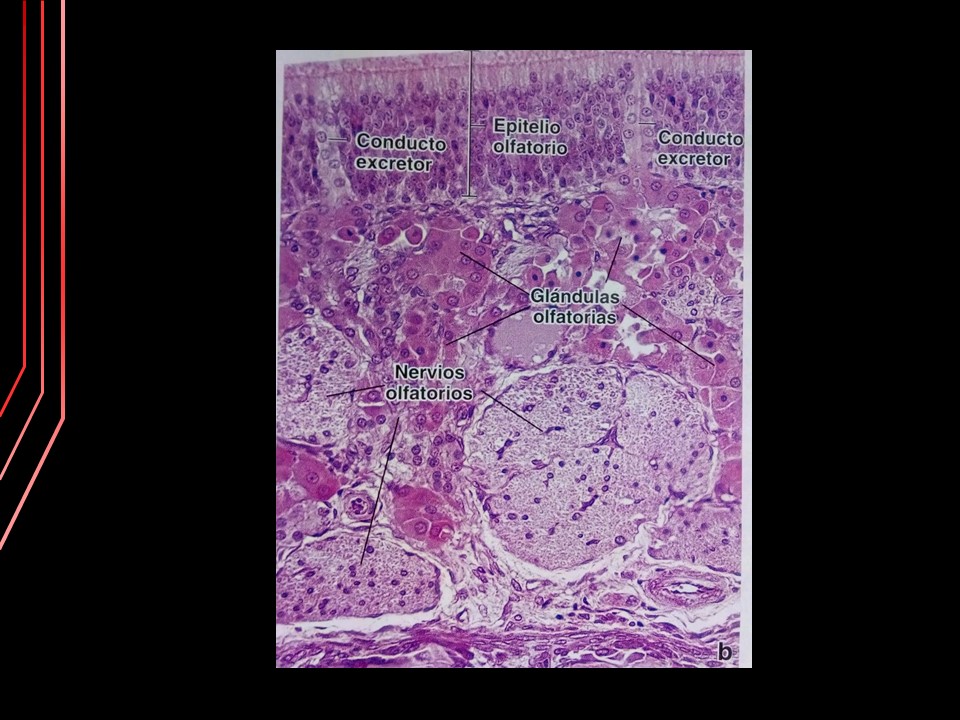 Conducto
excretor
Epitelio
olfatorio
Conducto
excretor
Glándulas
olfatorias
Nervios
olfatorios
b